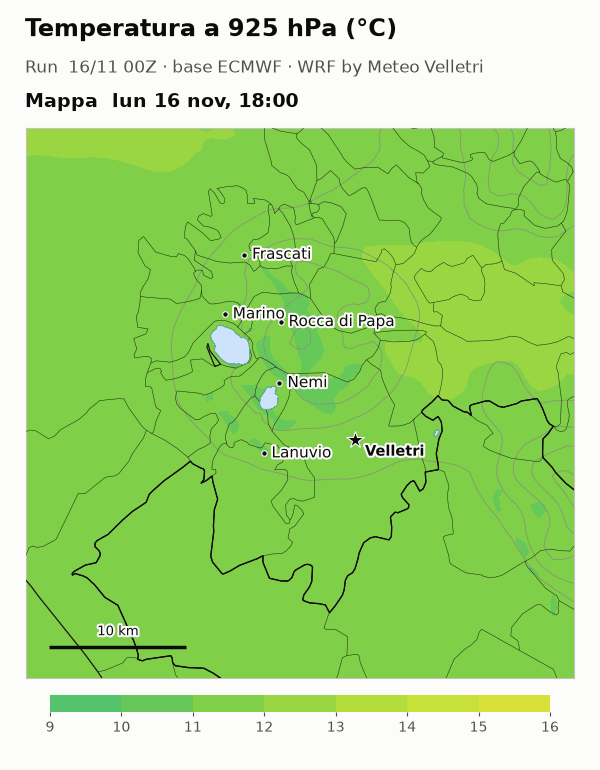 Temperatura a 925 hPa (°C)
Run  16/11 00Z · base ECMWF · WRF by Meteo Velletri
Mappa  lun 16 nov, 18:00
Frascati
Marino
Rocca di Papa
Nemi
Velletri
Lanuvio
10 km
9 10 11 12 13 14 15 16